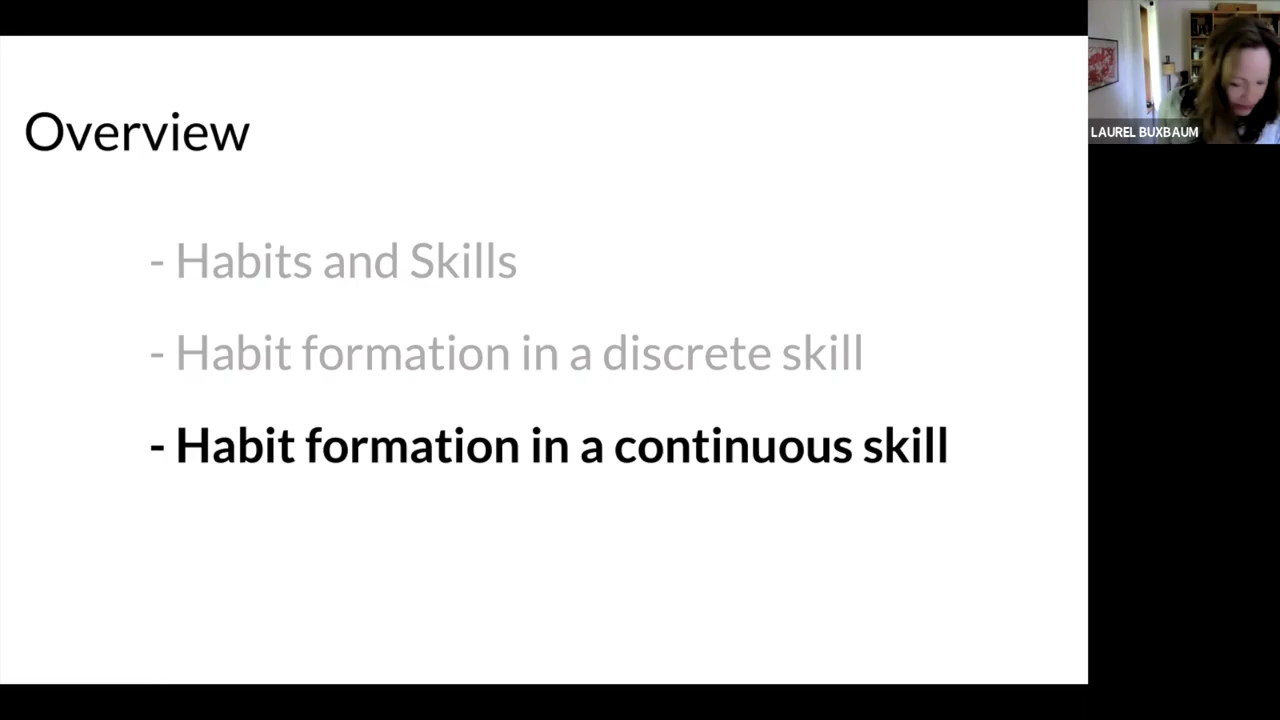 Overview
- Habits and Skills
- Habit formation in a discrete skill
- Habit formation in a continuous skill
LAUREL BUXBAUM